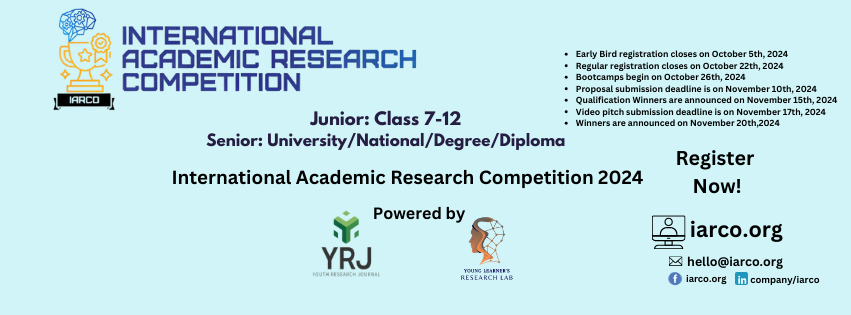 INTERNATIONAL
ACADEMIC RESEARCH
COMPETITION
IARCO
Junior: Class 7-12
Senior: University/National/Degree/Diploma
International Academic Research Competition 2024
Powered by
YRJ
YOUTH RESEARCH JOURNAL
YOUNG LEARNER'S
RESEARCH LAB
• Early Bird registration closes on October 5th, 2024
• Regular registration closes on October 22th, 2024
• Bootcamps begin on October 26th, 2024
• Proposal submission deadline is on November 10th, 2024
• Qualification Winners are announced on November 15th, 2024
• Video pitch submission deadline is on November 17th, 2024
• Winners are announced on November 20th,2024
Register
Now!
iarco.org
hello@iarco.org
f iarco.org in company/iarco